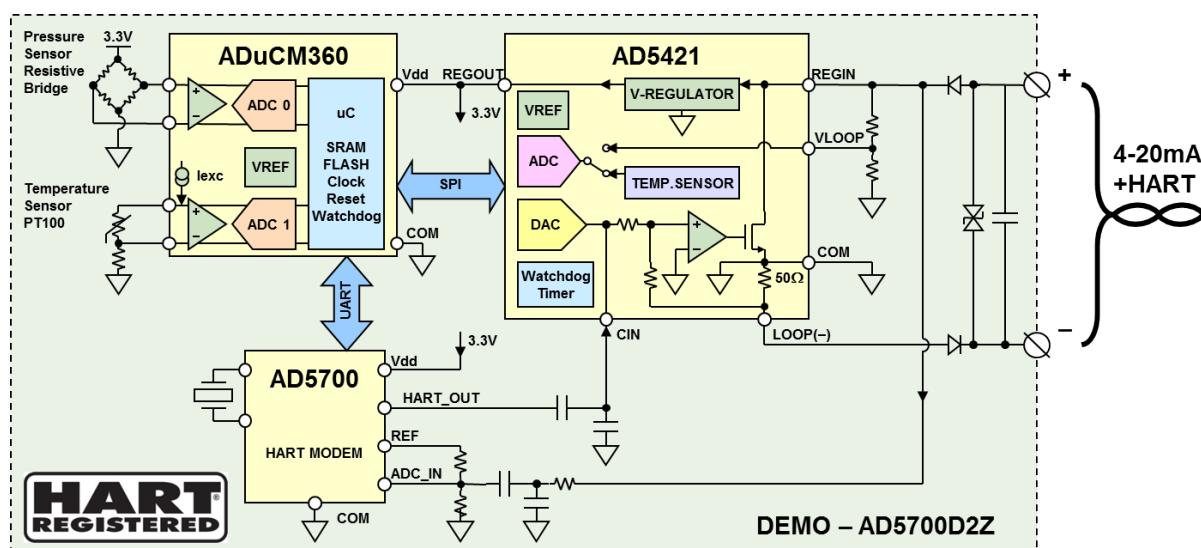 Pressure
Sensor
Resistive
Bridge
3.3V
ADuCM360
ADC 0
VREF
Iexc
Temperature
Sensor
PT100
ADC 1
uC
SRAM
FLASH
Clock
Reset
Watchdog
Vdd
COM
REGOUT
3.3V
SPI
UART
AD5421
V-REGULATOR
VREF
ADC
TEMP.SENSOR
DAC
Watchdog
Timer
50Ω
REGIN
VLOOP
COM
CIN
LOOP(–)
+
–
+
−
+
−
+
−
4-20mA
+HART
AD5700
HART MODEM
Vdd
3.3V
HART_OUT
REF
ADC_IN
COM
HART®
REGISTERED
DEMO – AD5700D2Z